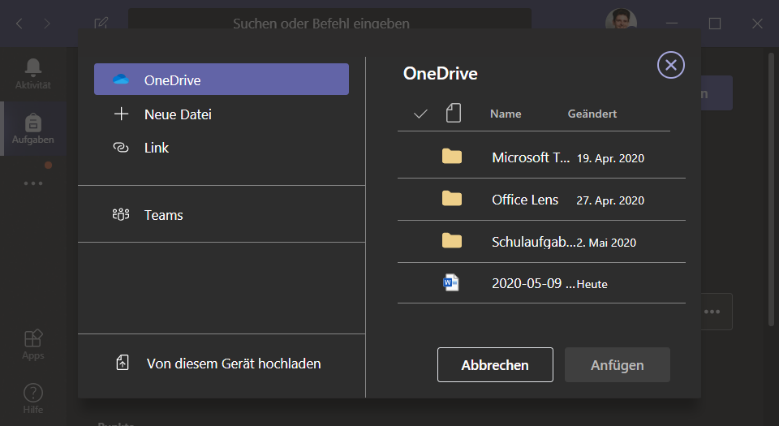 Suchen oder Befehl eingeben
Aktivität
Aufgaben
Apps
Hilfe
OneDrive
Neue Datei
Link
Teams
Von diesem Gerät hochladen
OneDrive
Name Geändert
Microsoft T... 19. Apr. 2020
Office Lens 27. Apr. 2020
Schulaufgab... 2. Mai 2020
2020-05-09 ... Heute
Abbrechen Anfügen